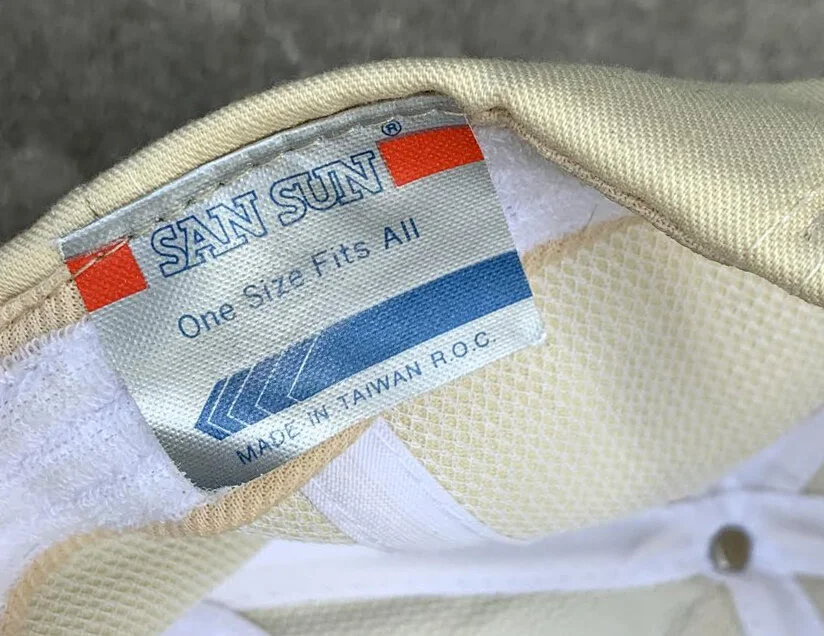 SAN SUN®
One Size Fits All
MADE IN TAIWAN R.O.C.